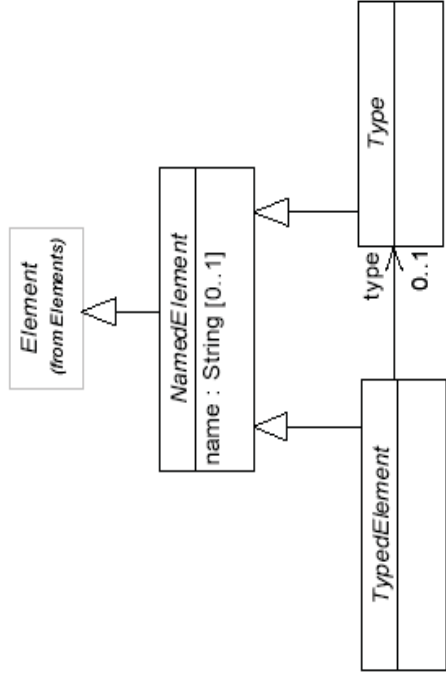 Element
(from Elements)
NamedElement
name : String [0..1]
TypedElement
type
0..1
Type